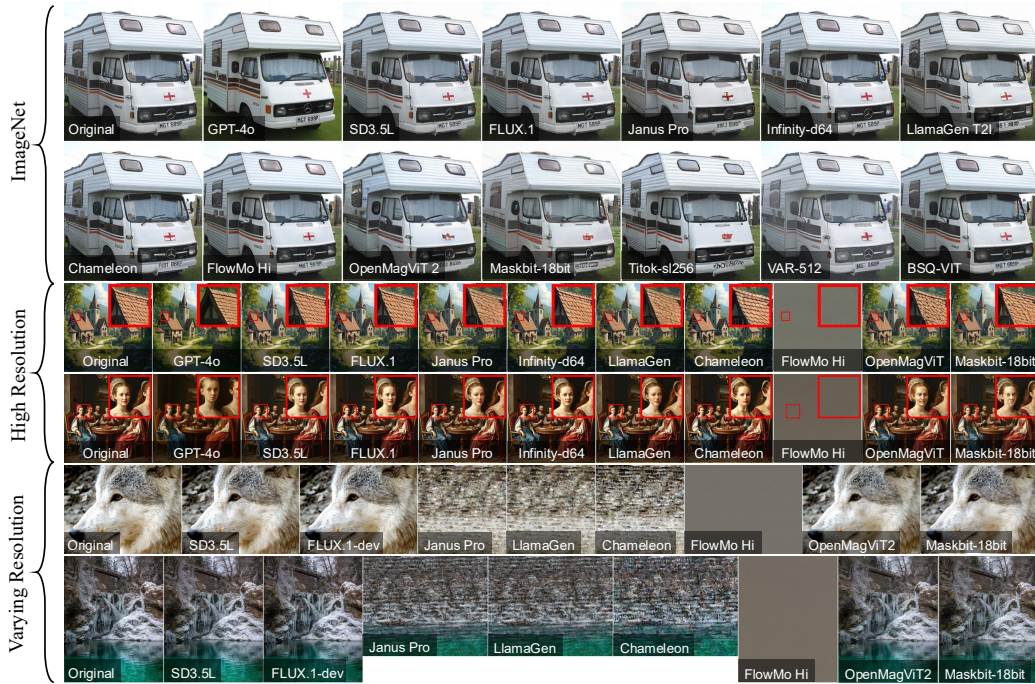 ImageNet
Original
GPT-4o
SD3.5L
FLUX.1
Janus Pro
Infinity-d64
LlamaGen T2I
MGT 509P
Chameleon
FlowMo Hi
OpenMagViT 2
Maskbit-18bit
Titok-sl256
VAR-512
BSQ-VIT
High Resolution
Original
GPT-4o
SD3.5L
FLUX.1
Janus Pro
Infinity-d64
LlamaGen
Chameleon
FlowMo Hi
OpenMagViT
Maskbit-18bit
Original
GPT-4o
SD3.5L
FLUX.1
Janus Pro
Infinity-d64
LlamaGen
Chameleon
FlowMo Hi
OpenMagViT
Maskbit-18bit
Varying Resolution
Original
SD3.5L
FLUX.1-dev
Janus Pro
LlamaGen
Chameleon
FlowMo Hi
OpenMagViT2
Maskbit-18bit
Original
SD3.5L
FLUX.1-dev
Janus Pro
LlamaGen
Chameleon
FlowMo Hi
OpenMagViT2
Maskbit-18bit